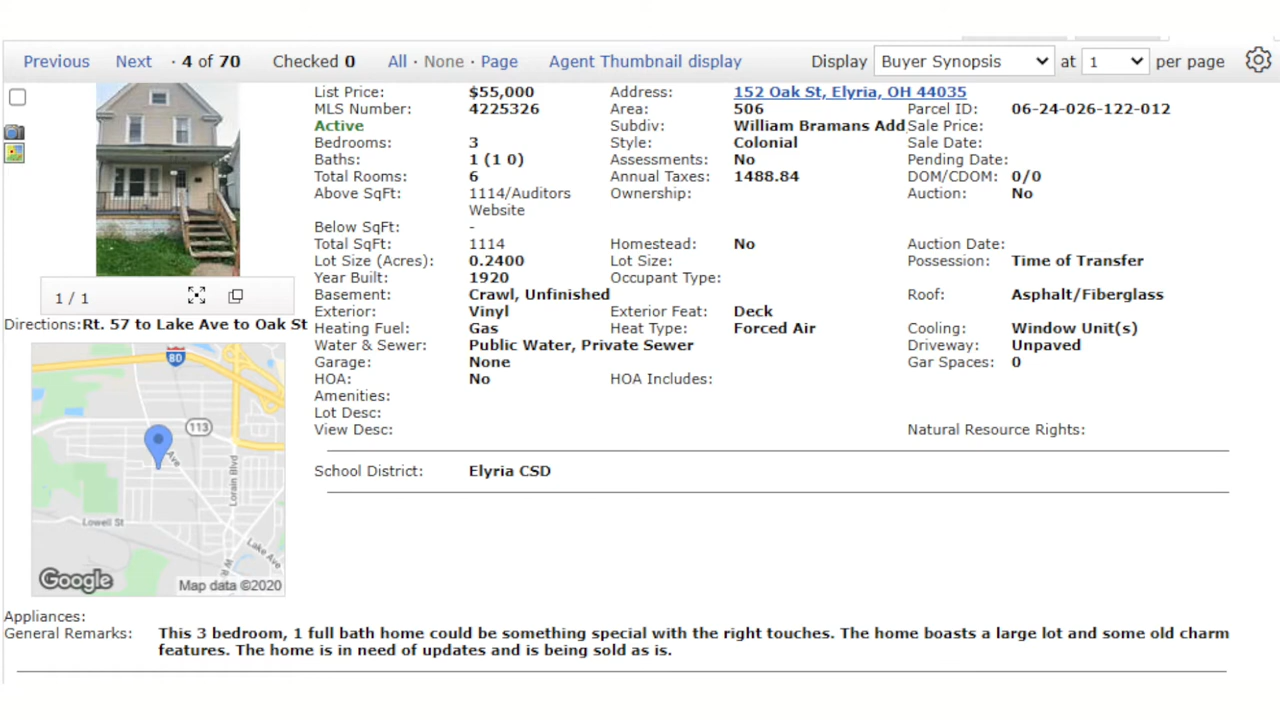 Previous Next · 4 of 70 Checked 0 All · None · Page Agent Thumbnail display Display Buyer Synopsis at 1 per page
List Price: $55,000 Address: 152 Oak St, Elyria, OH 44035
MLS Number: 4225326 Area: 506 Parcel ID: 06-24-026-122-012
Active Subdiv: William Bramans Add Sale Price:
Bedrooms: 3 Style: Colonial Sale Date:
Baths: 1 (1 0) Assessments: No Pending Date:
Total Rooms: 6 Annual Taxes: 1488.84 DOM/CDOM: 0/0
Above SqFt: 1114/Auditors Ownership: Auction: No
Website
Below SqFt: -
Total SqFt: 1114 Homestead: No Auction Date:
Lot Size (Acres): 0.2400 Lot Size: Possession: Time of Transfer
Year Built: 1920 Occupant Type:
1 / 1 Basement: Crawl, Unfinished Roof: Asphalt/Fiberglass
Exterior: Vinyl Exterior Feat: Deck
Directions:Rt. 57 to Lake Ave to Oak St Heating Fuel: Gas Heat Type: Forced Air Cooling: Window Unit(s)
Water & Sewer: Public Water, Private Sewer Driveway: Unpaved
Garage: None Gar Spaces: 0
HOA: No HOA Includes:
Amenities:
Lot Desc:
View Desc: Natural Resource Rights:
School District: Elyria CSD
80
113
Ave
Lorain Blvd
Lowell St
Lake Ave
W R
Google Map data ©2020
Appliances:
General Remarks: This 3 bedroom, 1 full bath home could be something special with the right touches. The home boasts a large lot and some old charm
features. The home is in need of updates and is being sold as is.